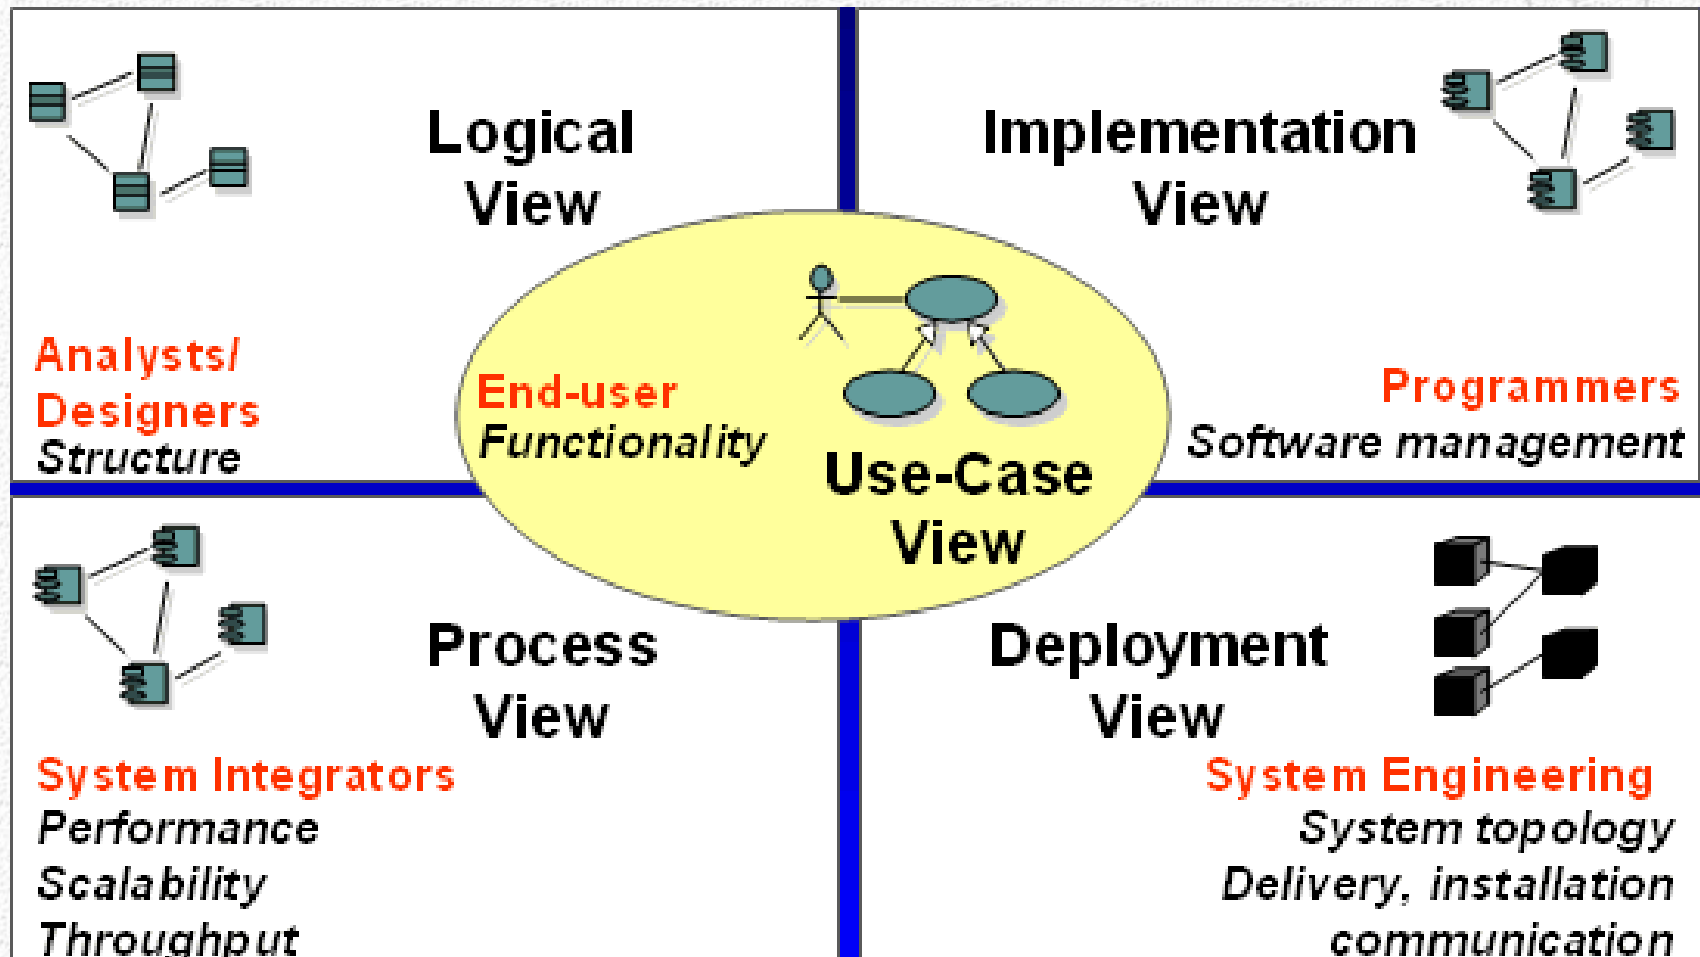 Logical
View
Analysts/
Designers
Structure
Implementation
View
Programmers
Software management
End-user
Functionality
Use-Case
View
Process
View
System Integrators
Performance
Scalability
Throughput
Deployment
View
System Engineering
System topology
Delivery, installation
communication